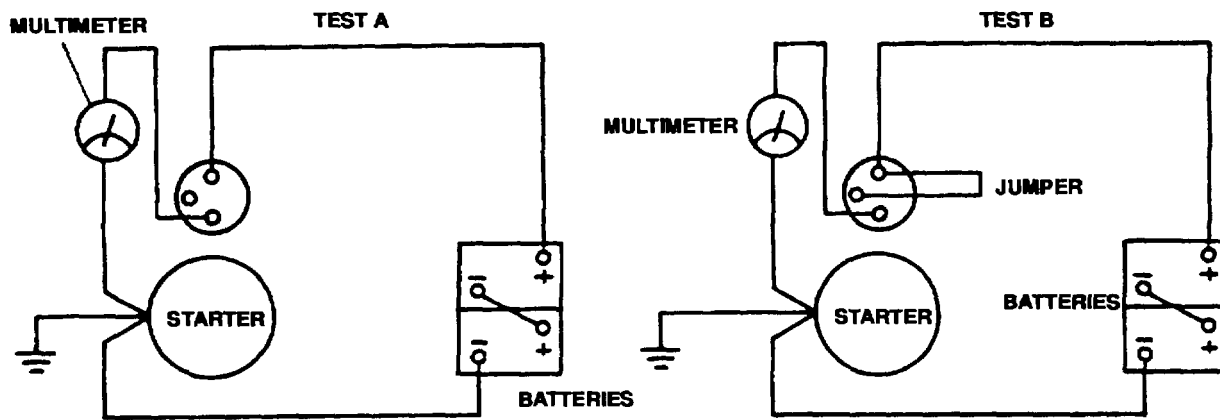 TEST A
MULTIMETER
STARTER
− +
− +
BATTERIES
TEST B
MULTIMETER
JUMPER
STARTER
BATTERIES
− +
− +